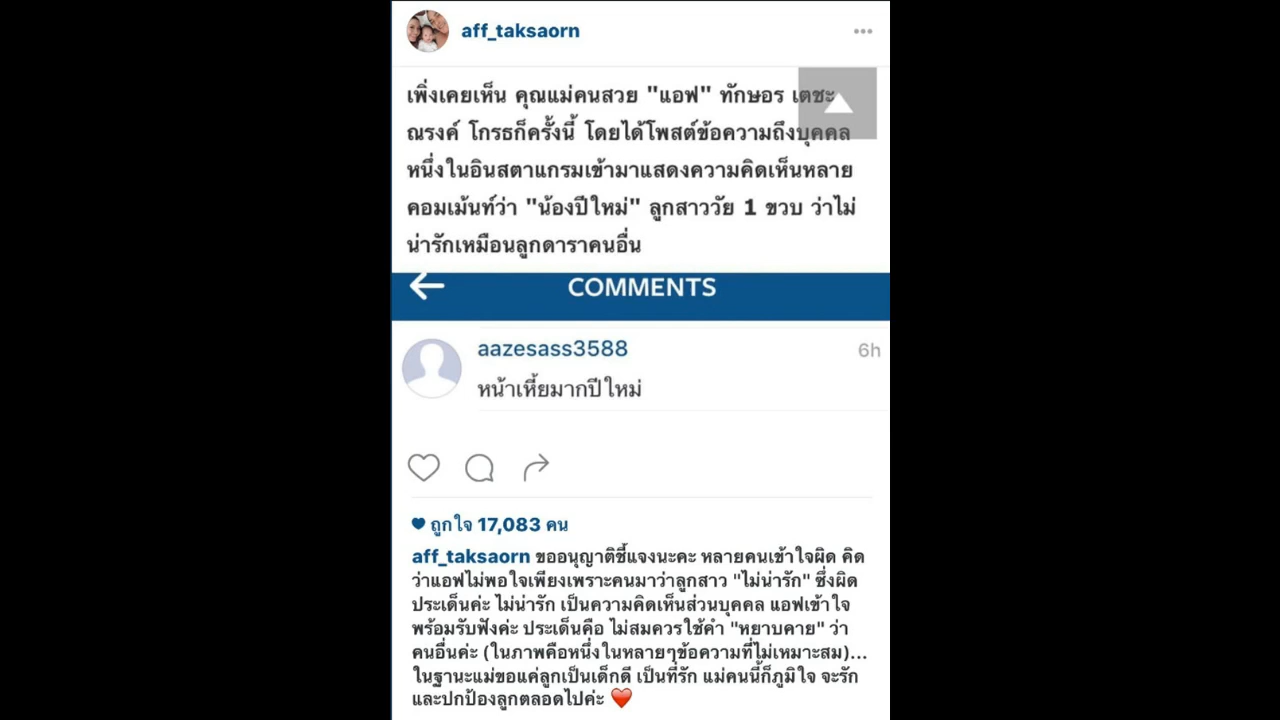 aff_taksaorn
เพิ่งเคยเห็น คุณแม่คนสวย "แอฟ" ทักษอร เตชะ
ณรงค์ โกรธก็ครั้งนี้ โดยได้โพสต์ข้อความถึงบุคคล
หนึ่งในอินสตาแกรมเข้ามาแสดงความคิดเห็นหลาย
คอมเม้นท์ว่า "น้องปีใหม่" ลูกสาววัย 1 ขวบ ว่าไม่
น่ารักเหมือนลูกดาราคนอื่น
COMMENTS
aazesass3588 6h
หน้าเหี้ยมากปีใหม่
ถูกใจ 17,083 คน
aff_taksaorn ขออนุญาติชี้แจงนะคะ หลายคนเข้าใจผิด คิด
ว่าแอฟไม่พอใจเพียงเพราะคนมาว่าลูกสาว "ไม่น่ารัก" ซึ่งผิด
ประเด็นค่ะ ไม่น่ารัก เป็นความคิดเห็นส่วนบุคคล แอฟเข้าใจ
พร้อมรับฟังค่ะ ประเด็นคือ ไม่สมควรใช้คำ "หยาบคาย" ว่า
คนอื่นค่ะ (ในภาพคือหนึ่งในหลายๆข้อความที่ไม่เหมาะสม)...
ในฐานะแม่ขอแค่ลูกเป็นเด็กดี เป็นที่รัก แม่คนนี้ก็ภูมิใจ จะรัก
และปกป้องลูกตลอดไปค่ะ ❤️